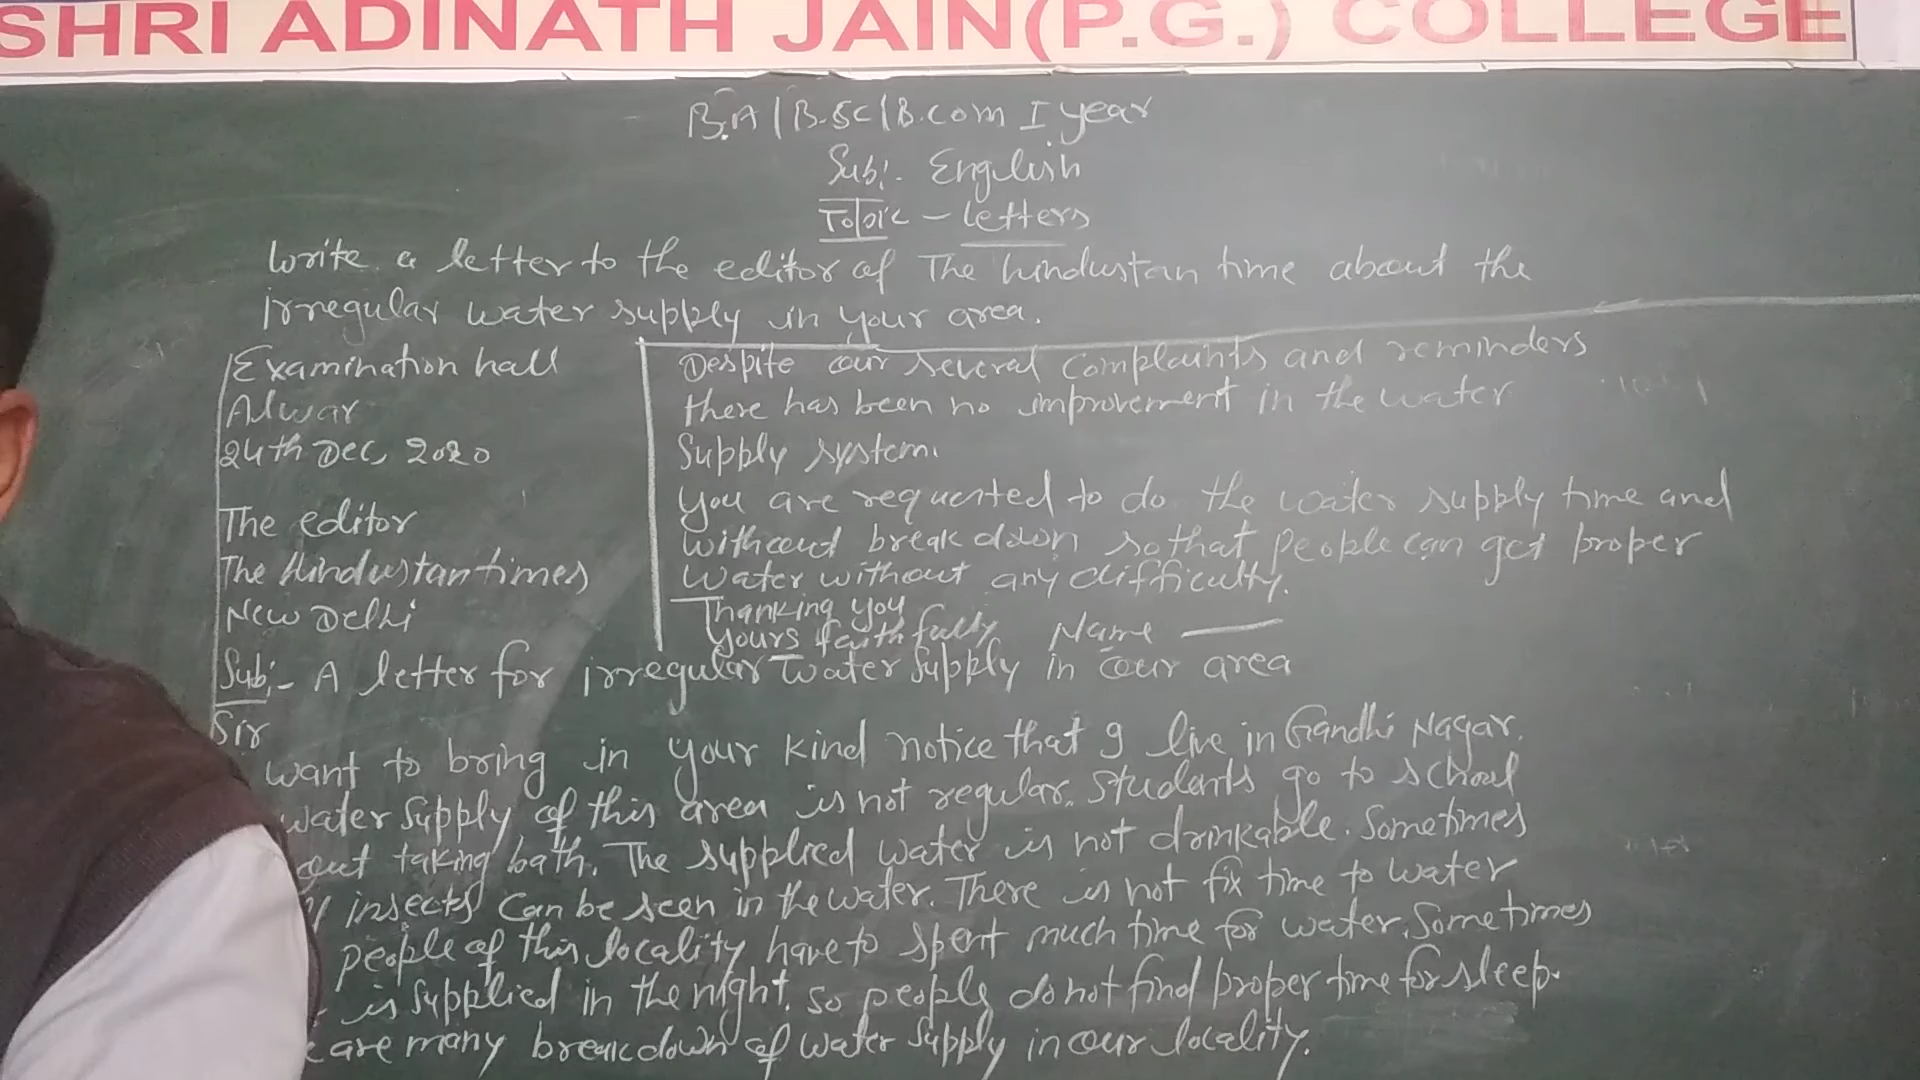 SHRI ADINATH JAIN(P.G.) COLLEGE
B.A | B.SC | B.com I year
Sub:- English
Topic - Letters
Write a letter to the editor of The hindustan time about the
irregular water supply in your area.
Examination hall
Alwar
24th Dec, 2020
The editor
The Hindustan times
New Delhi
Sub:- A letter for irregular water supply in our area
Sir
want to bring in your kind notice that I live in Gandhi Nagar.
water supply of this area is not regular. Students go to school
out taking bath. The supplied water is not drinkable. Sometimes
insects can be seen in the water. There is not fix time to water
people of this locality have to spent much time for water. Sometimes
is supplied in the night. So people do not find proper time for sleep.
are many breakdown of water supply in our locality.
Despite our several complaints and reminders
there has been no improvement in the water
supply system.
You are requested to do the water supply time and
without breakdown so that people can get proper
water without any difficulty.
Thanking you
Yours faithfully Name